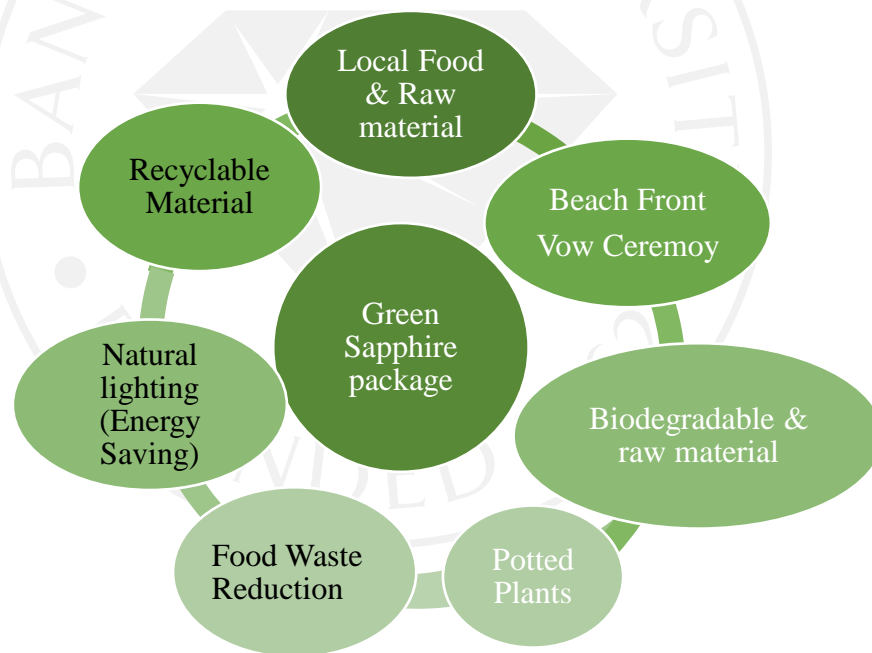 Local Food
& Raw
material
Beach Front
Vow Ceremoy
Biodegradable &
raw material
Potted
Plants
Food Waste
Reduction
Natural
lighting
(Energy
Saving)
Recyclable
Material
Green
Sapphire
package